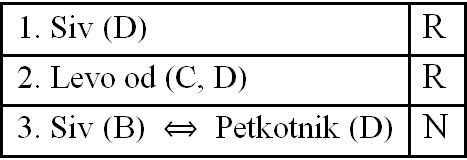 1. Siv (D) R
2. Levo od (C, D) R
3. Siv (B) ⇔ Petkotnik (D) N